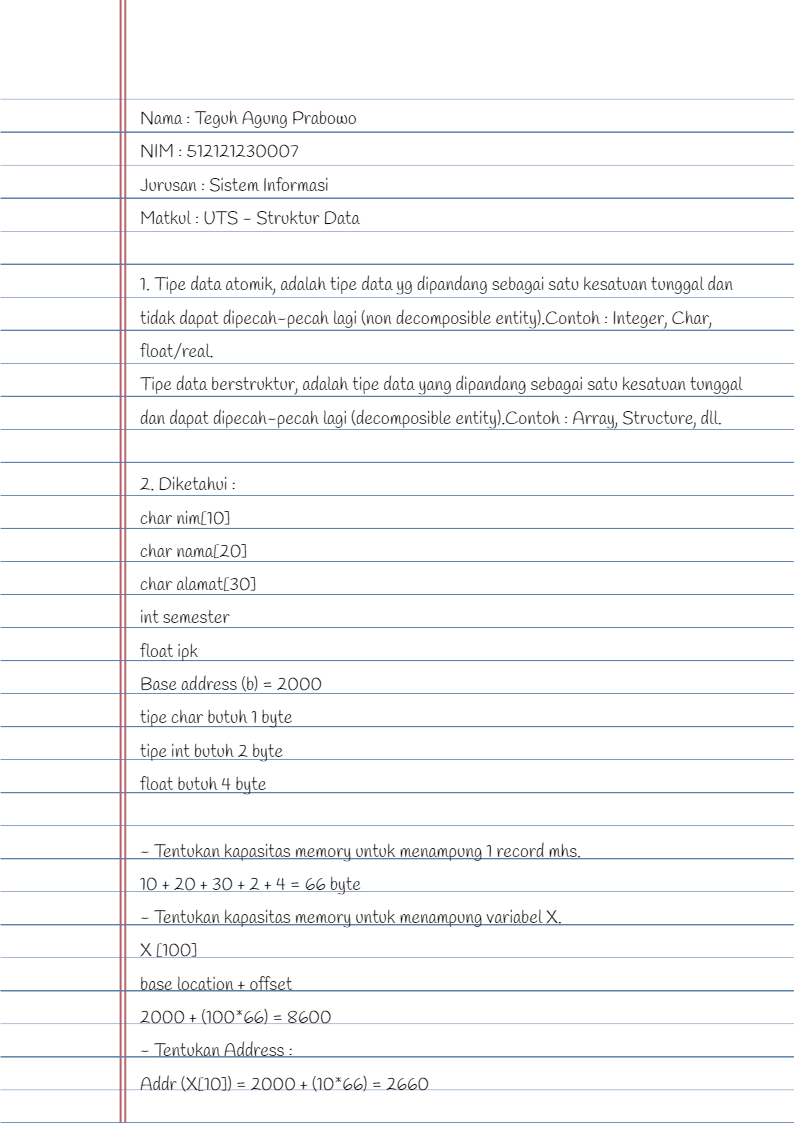 Nama : Teguh Agung Prabowo
NIM : 512121230007
Jurusan : Sistem Informasi
Matkul : UTS - Struktur Data
1. Tipe data atomik, adalah tipe data yg dipandang sebagai satu kesatuan tunggal dan
tidak dapat dipecah-pecah lagi (non decomposible entity).Contoh : Integer, Char,
float/real.
Tipe data berstruktur, adalah tipe data yang dipandang sebagai satu kesatuan tunggal
dan dapat dipecah-pecah lagi (decomposible entity).Contoh : Array, Structure, dll.
2. Diketahui :
char nim[10]
char nama[20]
char alamat[30]
int semester
float ipk
Base address (b) = 2000
tipe char butuh 1 byte
tipe int butuh 2 byte
float butuh 4 byte
- Tentukan kapasitas memory untuk menampung 1 record mhs.
10 + 20 + 30 + 2 + 4 = 66 byte
- Tentukan kapasitas memory untuk menampung variabel X.
X [100]
base location + offset
2000 + (100*66) = 8600
- Tentukan Address :
Addr (X[10]) = 2000 + (10*66) = 2660